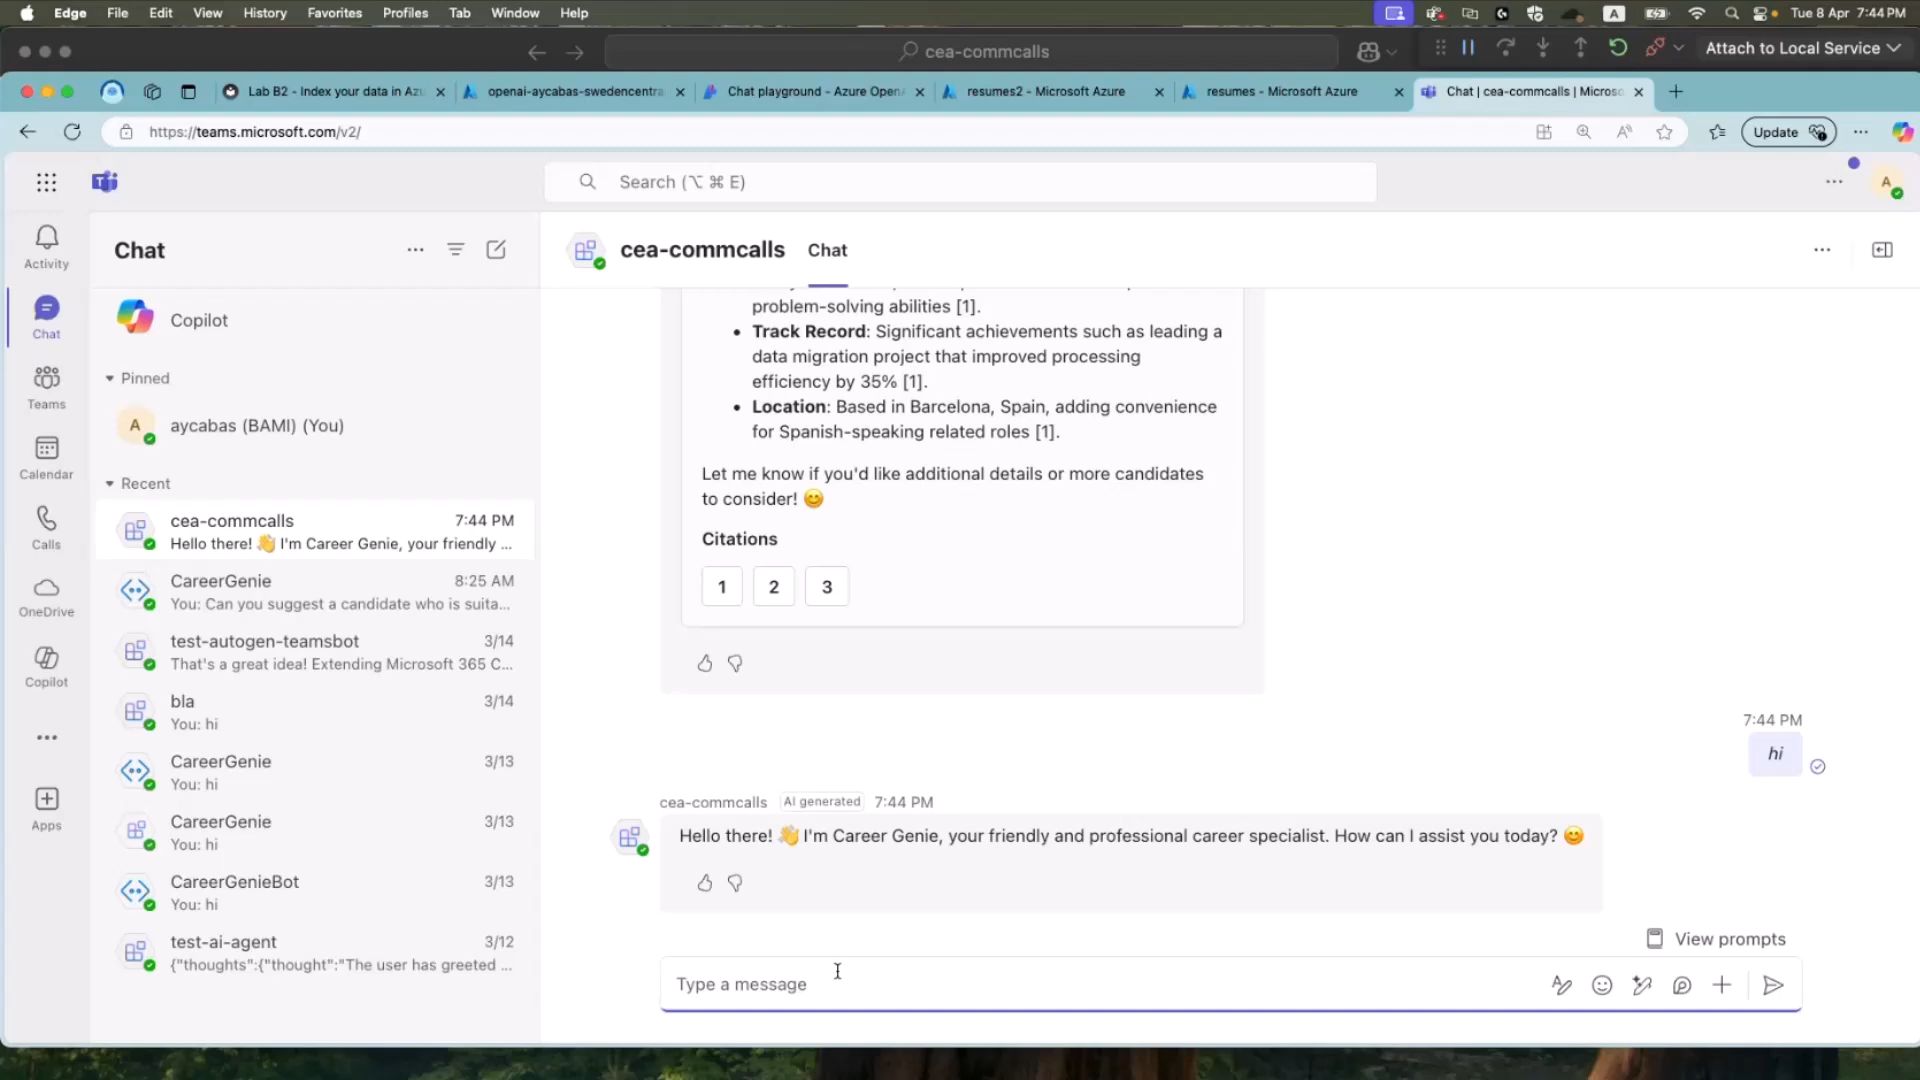 Edge File Edit View History Favorites Profiles Tab Window Help
A
Tue 8 Apr 7:44 PM
cea-commcalls
Attach to Local Service
Lab B2 - Index your data in Azu
openai-aycabas-swedencentra
Chat playground - Azure OpenA
resumes2 - Microsoft Azure
resumes - Microsoft Azure
Chat | cea-commcalls | Microso
https://teams.microsoft.com/v2/
Update
Search (⌥ ⌘ E)
A
Activity
Chat
Teams
Calendar
Calls
OneDrive
Copilot
Apps
Chat
Copilot
Pinned
A
aycabas (BAMI) (You)
Recent
cea-commcalls 7:44 PM
Hello there! 👋 I'm Career Genie, your friendly ...
CareerGenie 8:25 AM
You: Can you suggest a candidate who is suita...
test-autogen-teamsbot 3/14
That's a great idea! Extending Microsoft 365 C...
bla 3/14
You: hi
CareerGenie 3/13
You: hi
CareerGenie 3/13
You: hi
CareerGenieBot 3/13
You: hi
test-ai-agent 3/12
{"thoughts":{"thought":"The user has greeted ...
cea-commcalls Chat
problem-solving abilities [1].
• Track Record: Significant achievements such as leading a
data migration project that improved processing
efficiency by 35% [1].
• Location: Based in Barcelona, Spain, adding convenience
for Spanish-speaking related roles [1].
Let me know if you'd like additional details or more candidates
to consider! 😊
Citations
1 2 3
7:44 PM
hi
cea-commcalls AI generated 7:44 PM
Hello there! 👋 I'm Career Genie, your friendly and professional career specialist. How can I assist you today? 😊
View prompts
Type a message